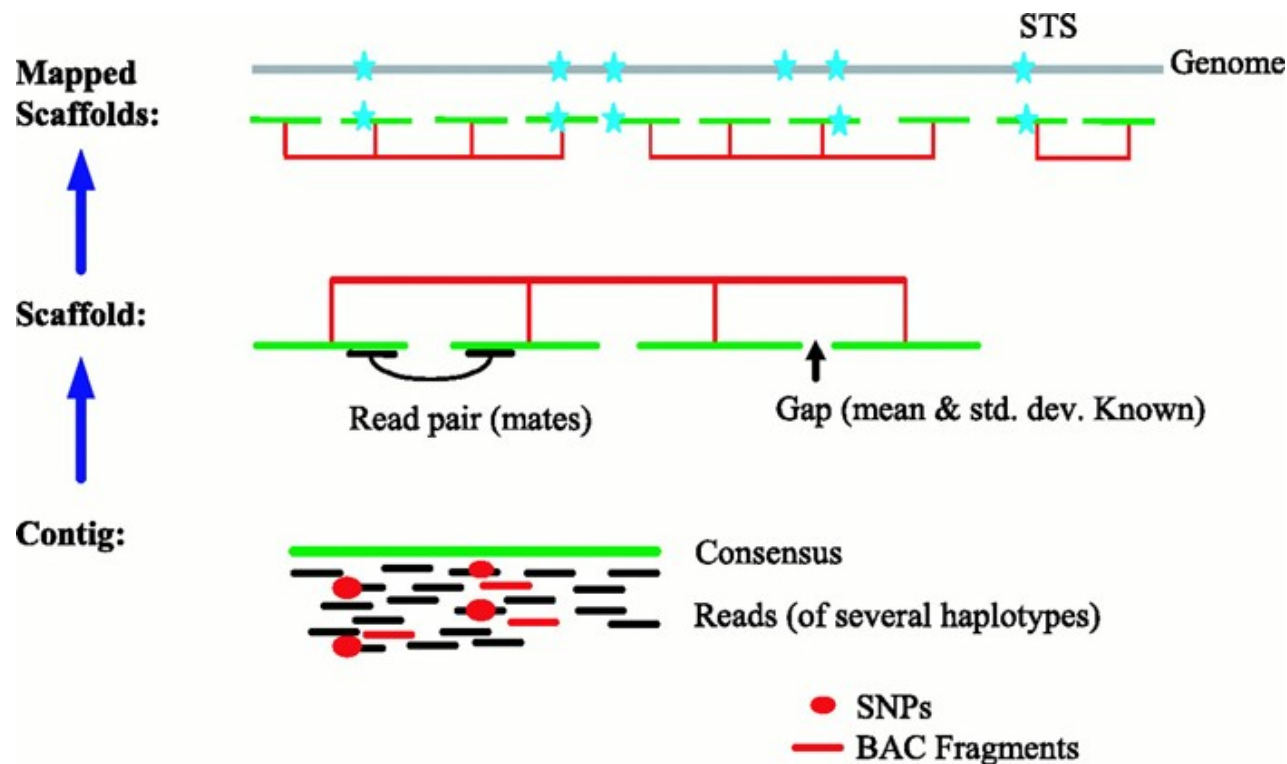 STS
Genome
Mapped
Scaffolds:
Scaffold:
Read pair (mates)
Gap (mean & std. dev. Known)
Contig:
Consensus
Reads (of several haplotypes)
SNPs
BAC Fragments